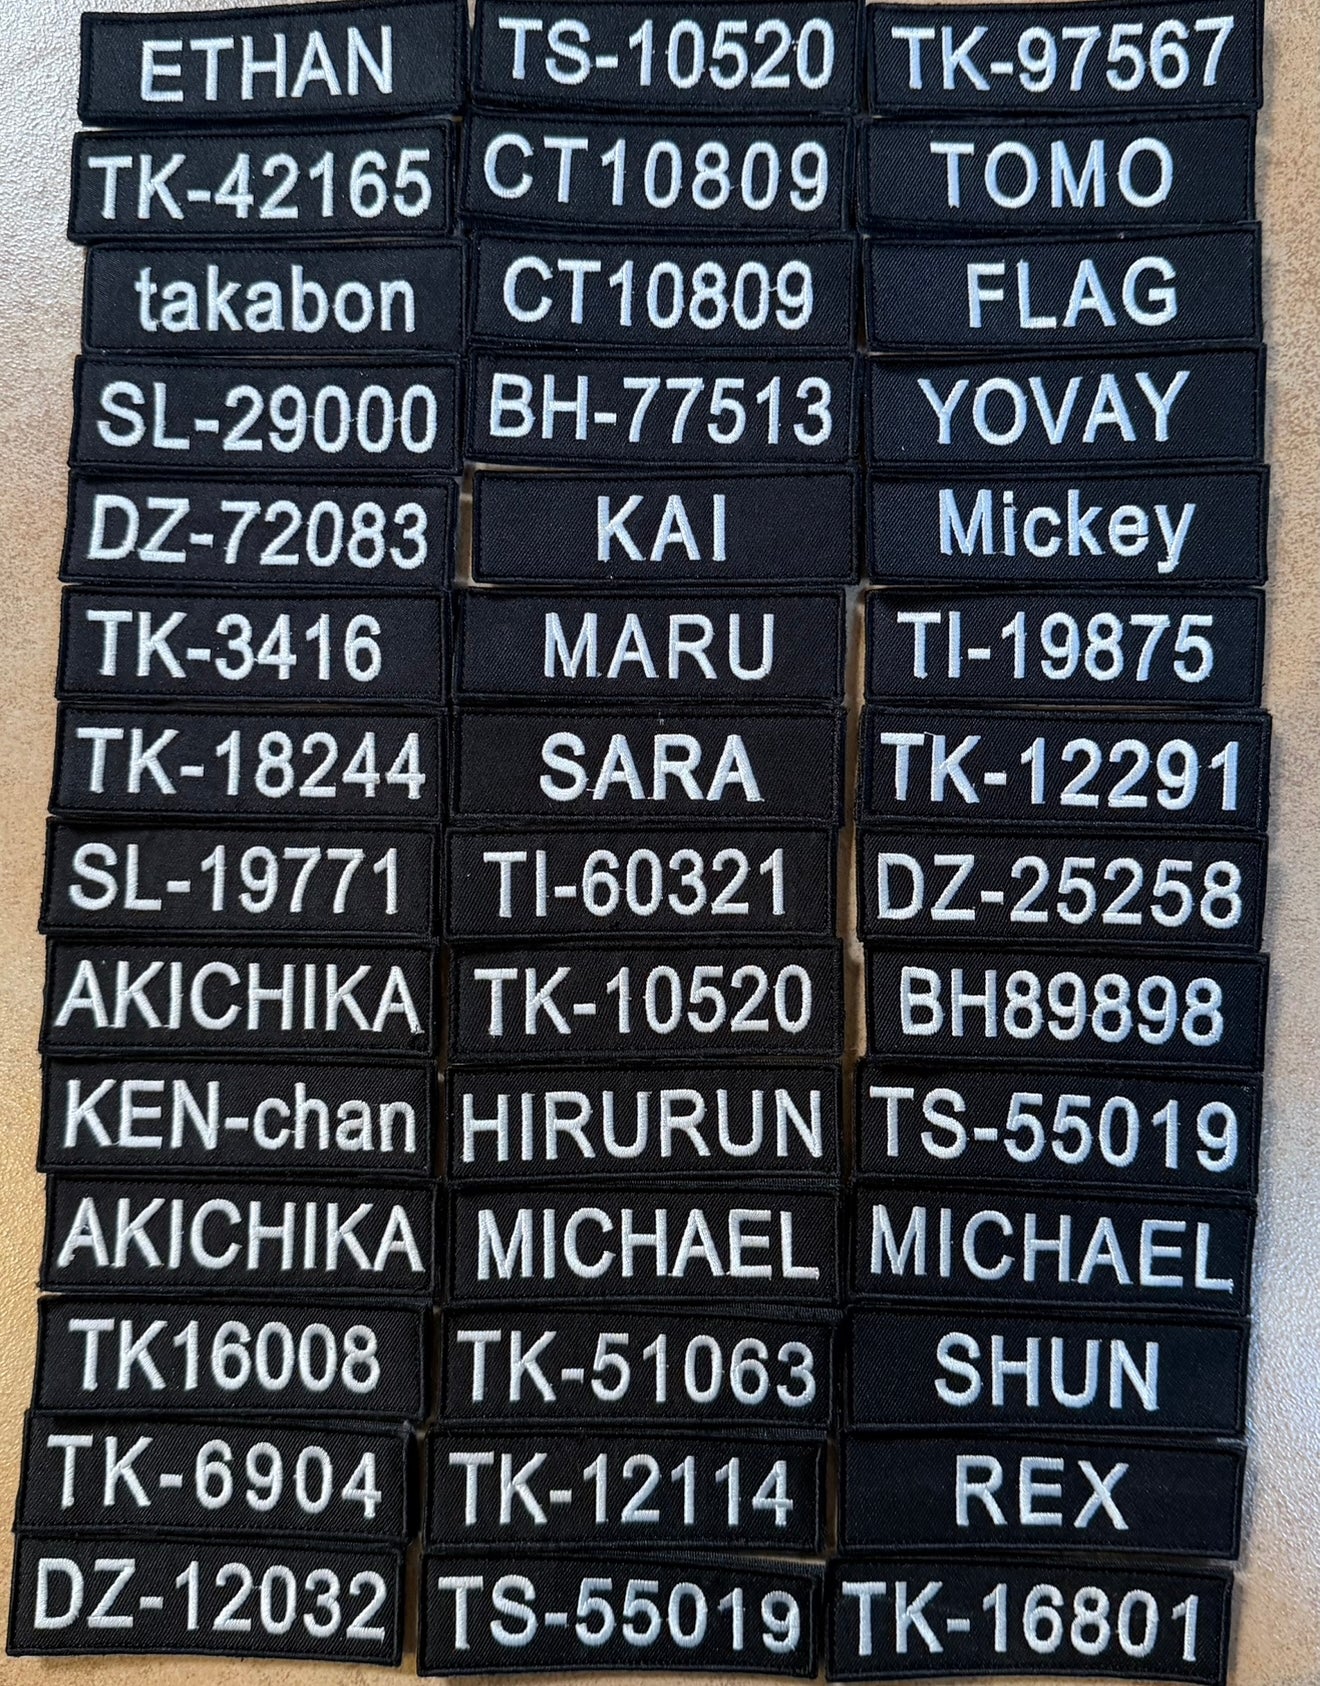 ETHAN
TS-10520
TK-97567
TK-42165
CT10809
TOMO
takabon
CT10809
FLAG
SL-29000
BH-77513
YOVAY
DZ-72083
KAI
Mickey
TK-3416
MARU
TI-19875
TK-18244
SARA
TK-12291
SL-19771
TI-60321
DZ-25258
AKICHIKA
TK-10520
BH89898
KEN-chan
HIRURUN
TS-55019
AKICHIKA
MICHAEL
MICHAEL
TK16008
TK-51063
SHUN
TK-6904
TK-12114
REX
DZ-12032
TS-55019
TK-16801